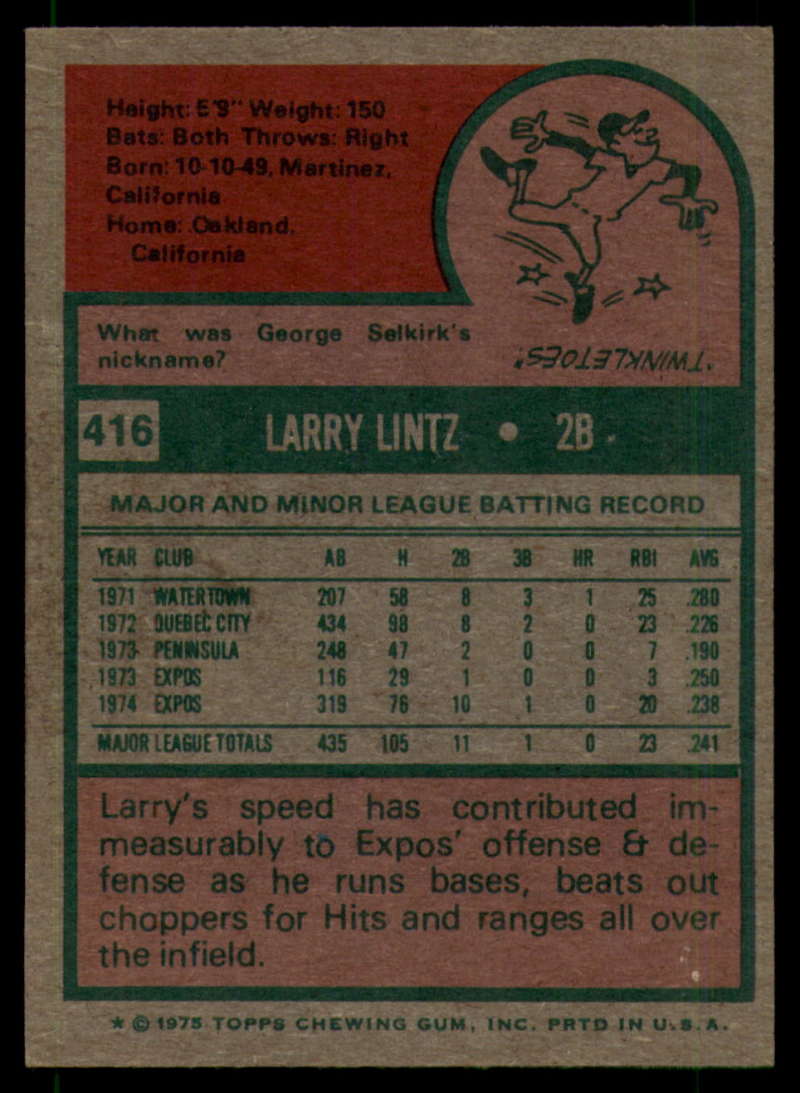 Height: 5'9" Weight: 150
Bats: Both Throws: Right
Born: 10-10-49, Martinez,
California
Home: Oakland,
California
What was George Selkirk's
nickname?
"TWINKLETOES"
416 LARRY LINTZ • 2B
MAJOR AND MINOR LEAGUE BATTING RECORD
YEAR CLUB AB H 2B 3B HR RBI AVG
1971 WATERTOWN 207 58 8 3 1 25 .280
1972 QUEBEC CITY 434 98 8 2 0 23 .226
1973 PENINSULA 248 47 2 0 0 7 .190
1973 EXPOS 116 29 1 0 0 3 .250
1974 EXPOS 319 76 10 1 0 20 .238
MAJOR LEAGUE TOTALS 435 105 11 1 0 23 .241
Larry's speed has contributed im-
measurably to Expos' offense & de-
fense as he runs bases, beats out
choppers for Hits and ranges all over
the infield.
* © 1975 TOPPS CHEWING GUM, INC. PRTD IN U.S.A.